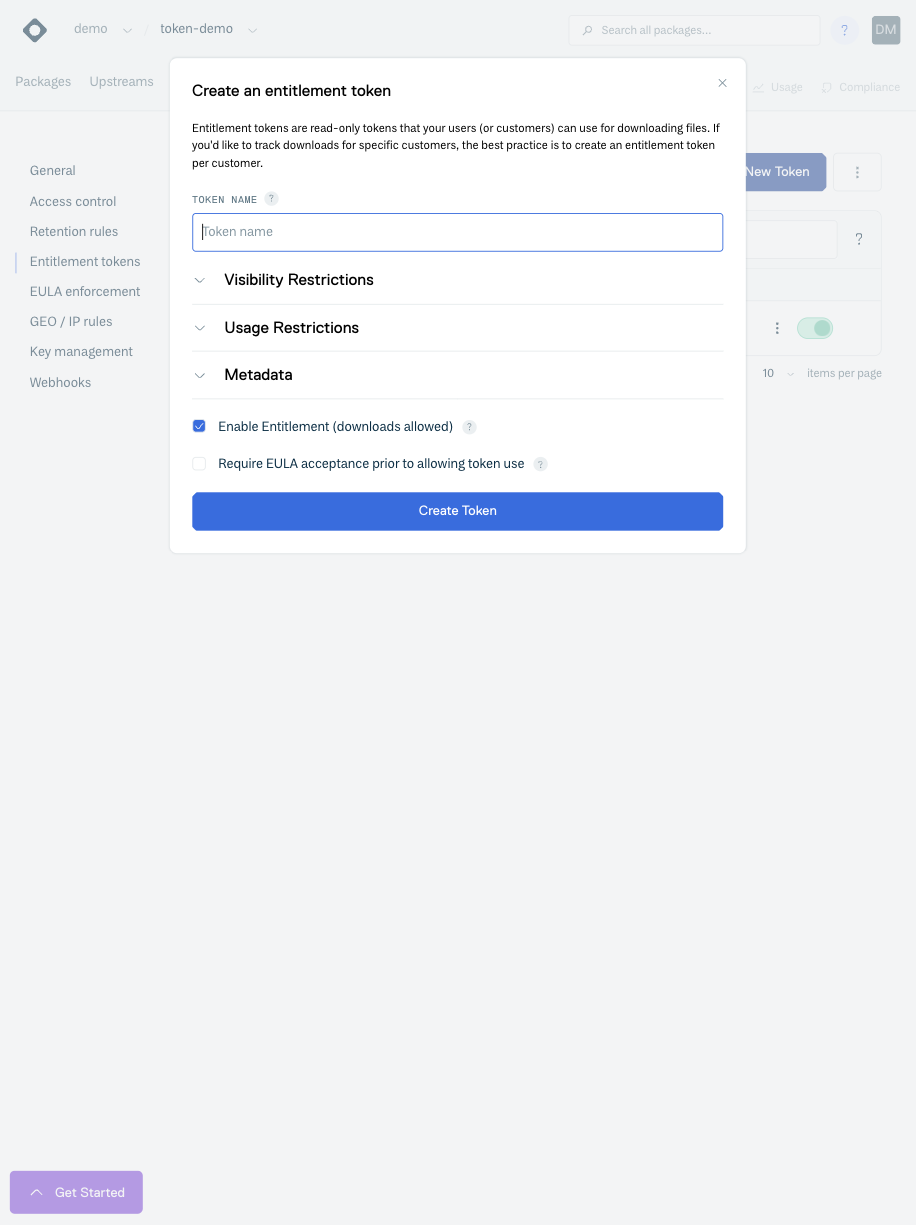 demo / token-demo
Search all packages...
?
DM
Packages
Upstreams
Usage
Compliance
Create an entitlement token
Entitlement tokens are read-only tokens that your users (or customers) can use for downloading files. If
you'd like to track downloads for specific customers, the best practice is to create an entitlement token
per customer.
TOKEN NAME ?
Token name
Visibility Restrictions
Usage Restrictions
Metadata
Enable Entitlement (downloads allowed) ?
Require EULA acceptance prior to allowing token use ?
Create Token
General
Access control
Retention rules
Entitlement tokens
EULA enforcement
GEO / IP rules
Key management
Webhooks
New Token
?
10 items per page
Get Started